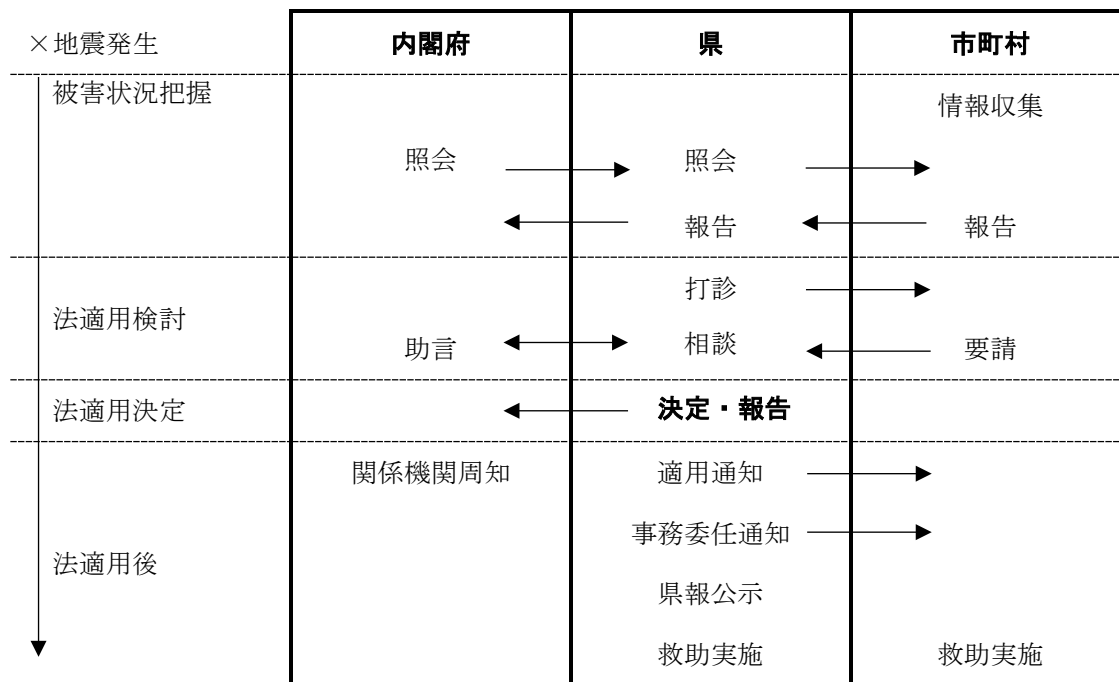 ×地震発生 内閣府 県 市町村
被害状況把握
情報収集
照会 照会
報告 報告
打診
法適用検討
助言 相談 要請
法適用決定 決定・報告
関係機関周知 適用通知
事務委任通知
法適用後
県報公示
救助実施 救助実施